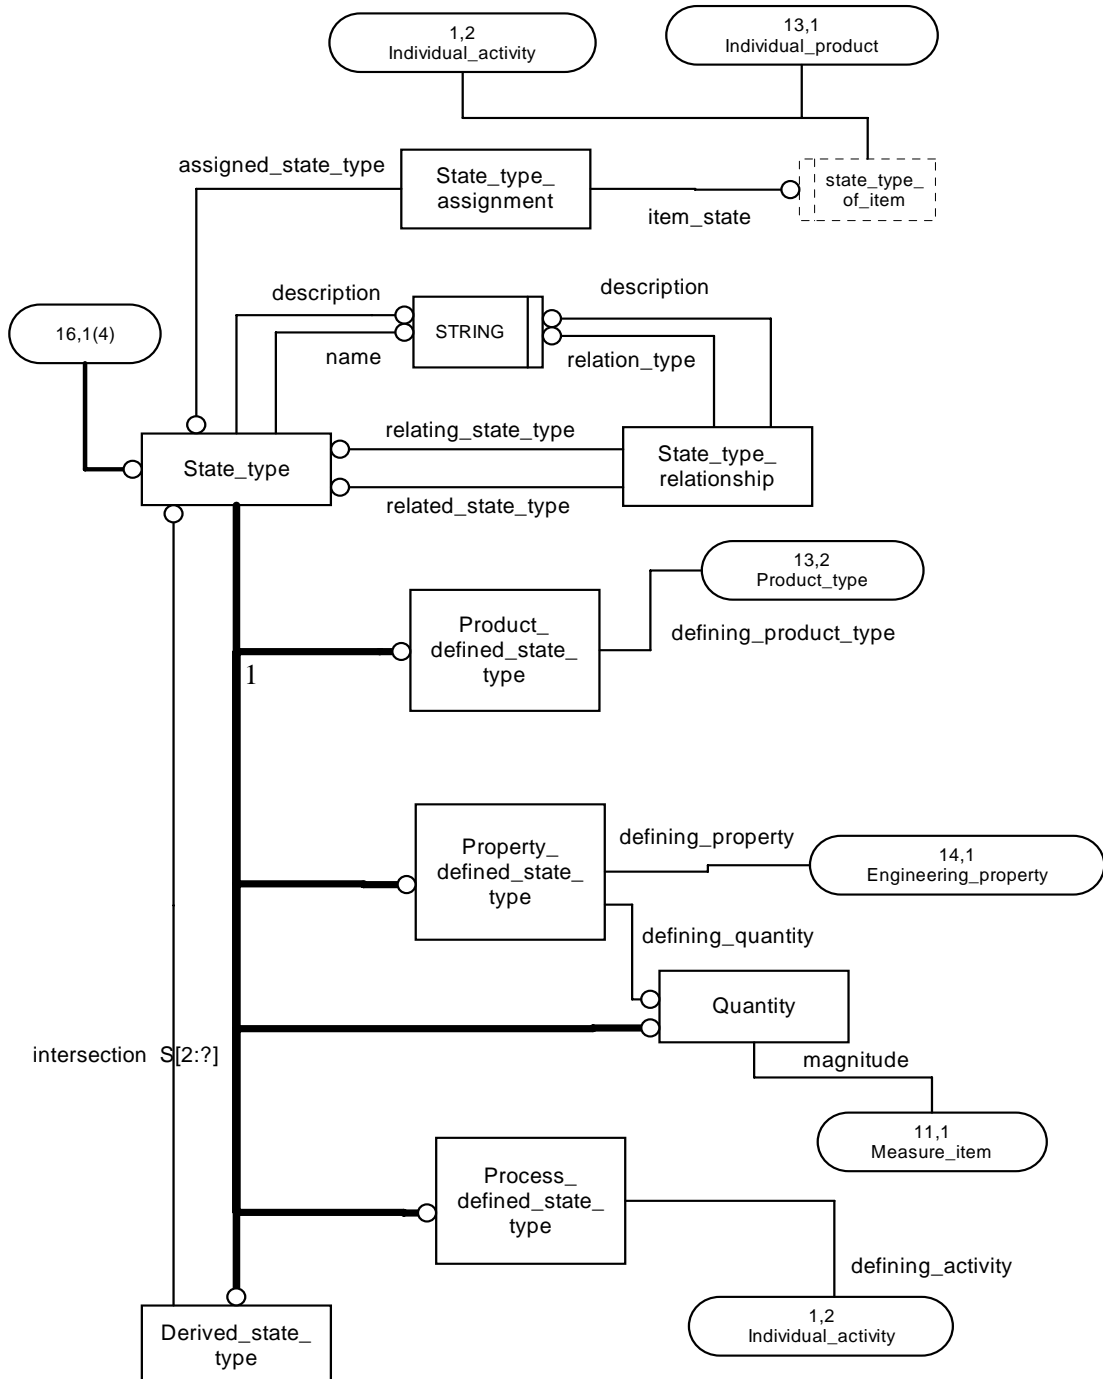 1,2
Individual_activity
13,1
Individual_product
assigned_state_type
State_type_
assignment
item_state
state_type_
of_item
description
description
16,1(4)
STRING
name
relation_type
State_type
relating_state_type
related_state_type
State_type_
relationship
13,2
Product_type
Product_
defined_state_
type
defining_product_type
1
Property_
defined_state_
type
defining_property
14,1
Engineering_property
defining_quantity
Quantity
intersection S[2:?]
magnitude
11,1
Measure_item
Process_
defined_state_
type
defining_activity
1,2
Individual_activity
Derived_state_
type